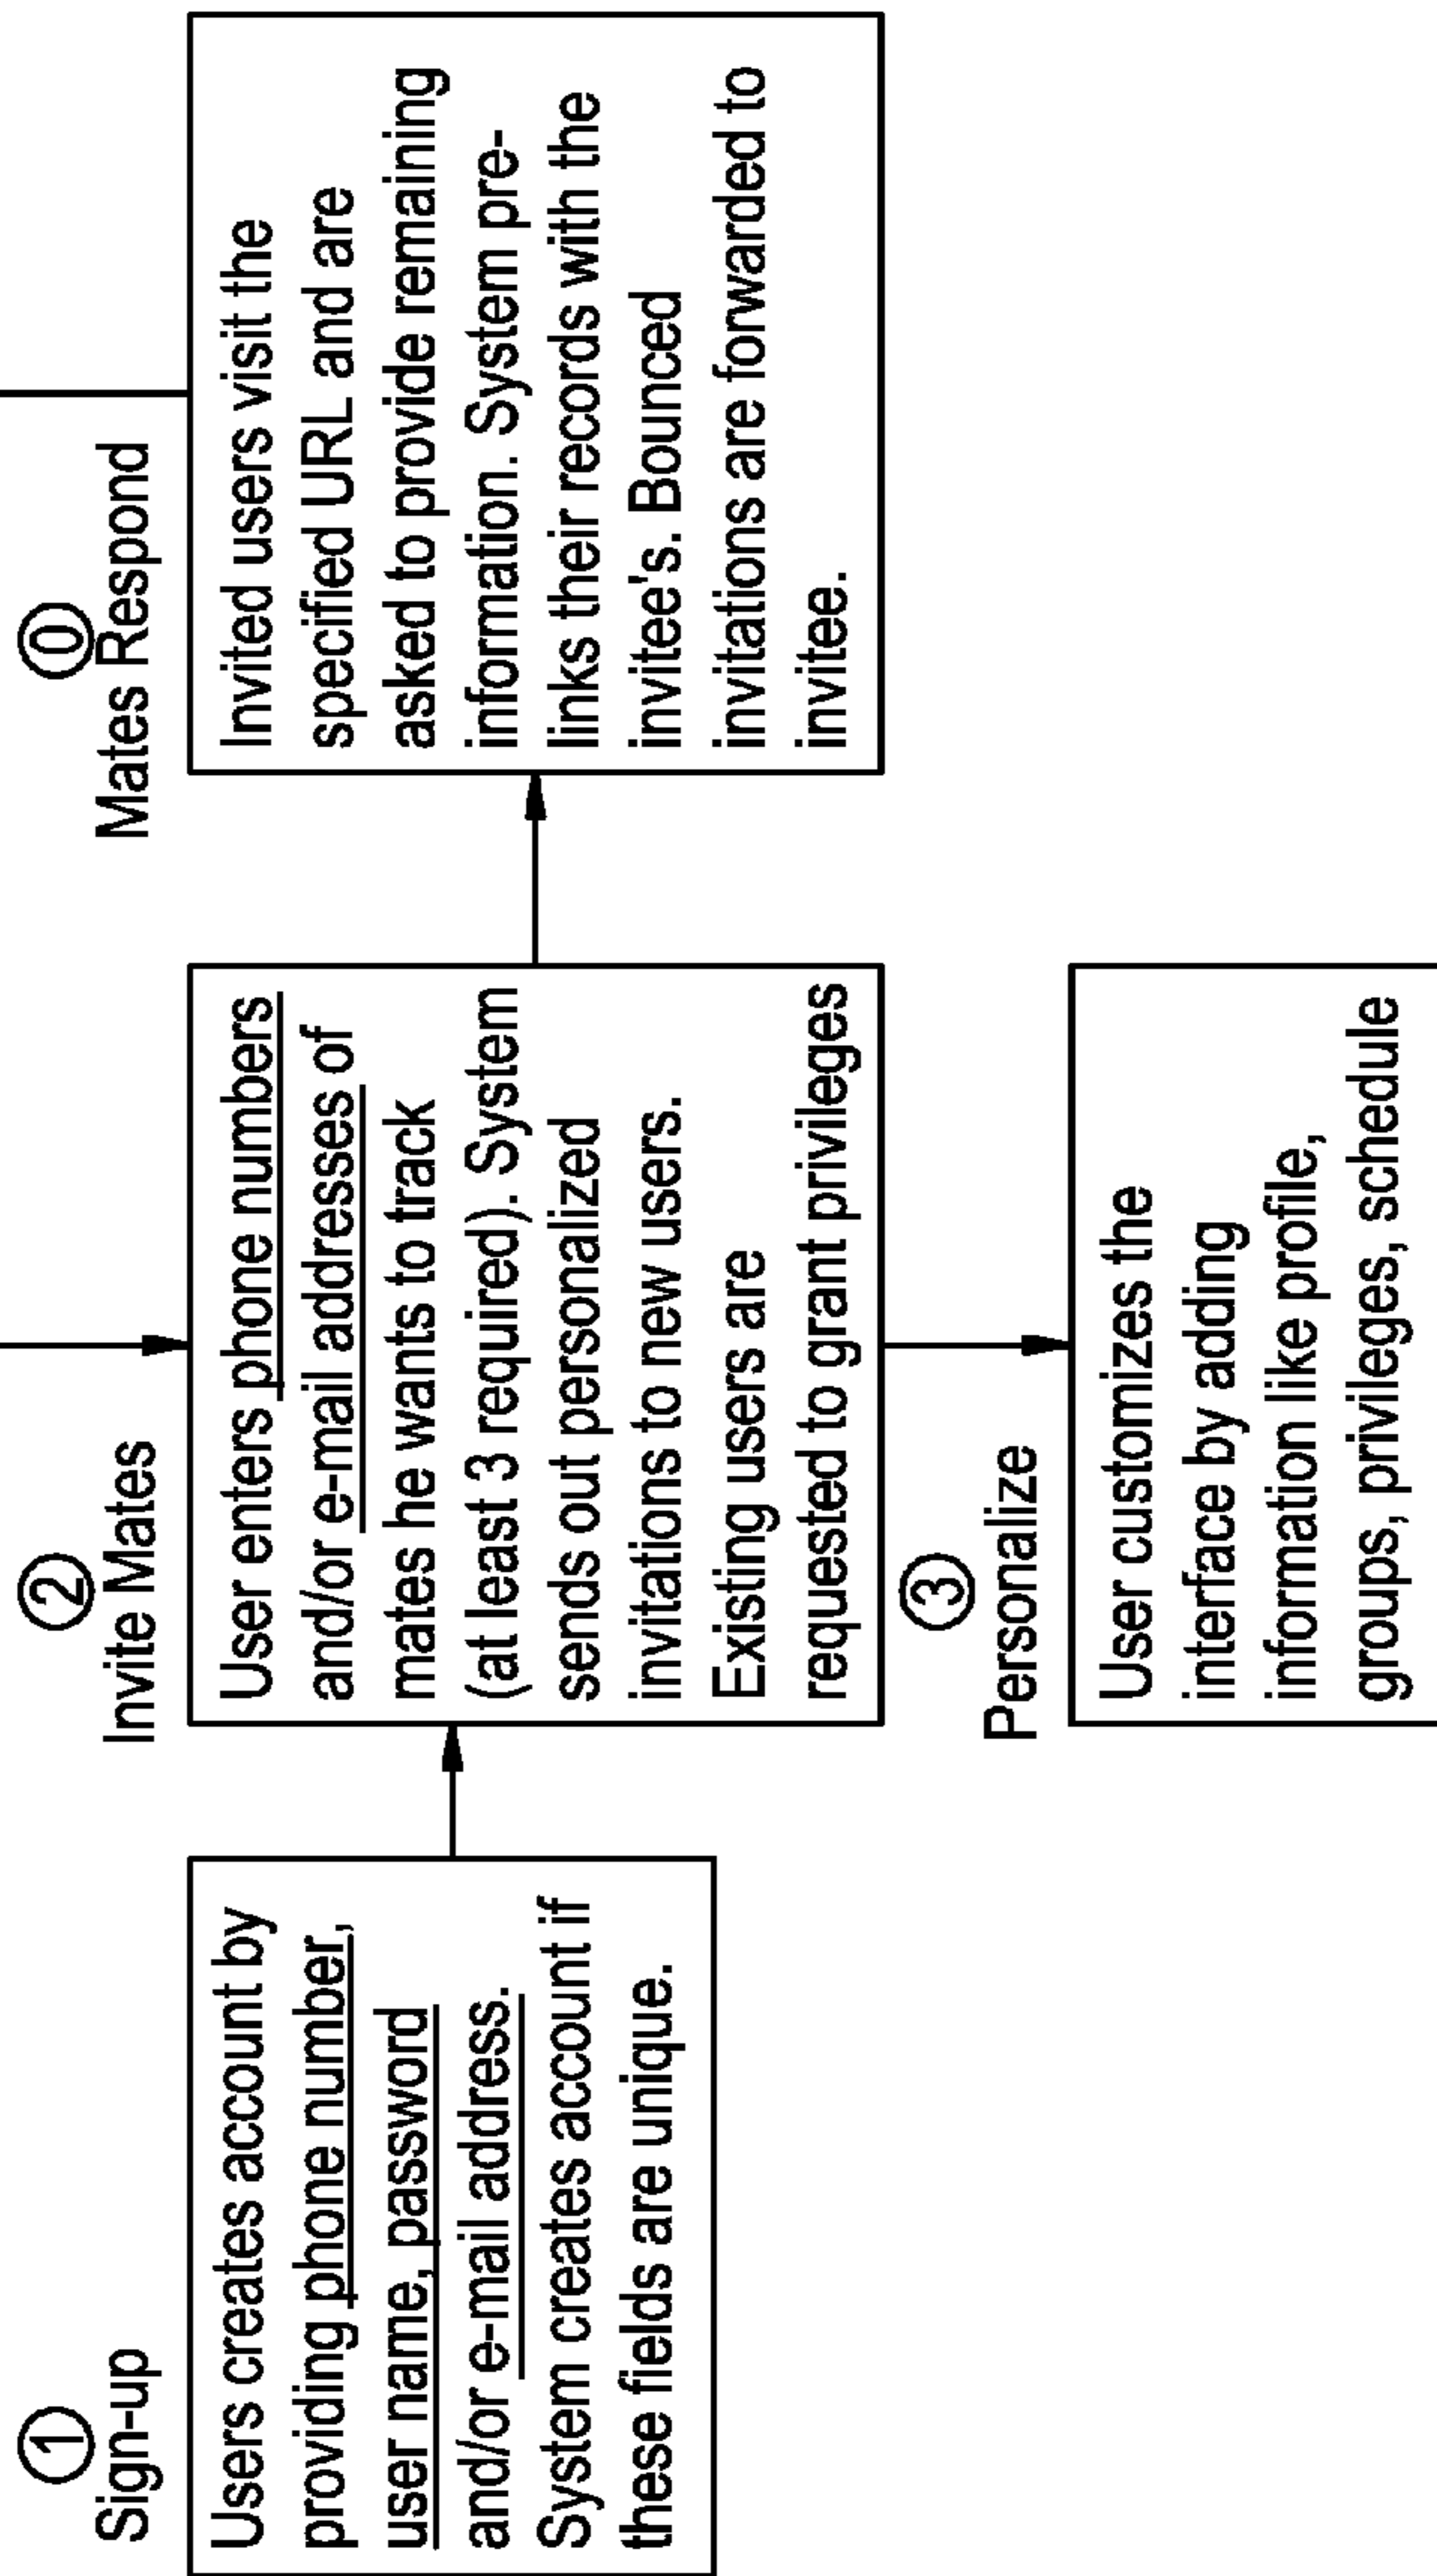 ①
Sign-up
Users creates account by
providing phone number,
user name, password
and/or e-mail address.
System creates account if
these fields are unique.
②
Invite Mates
User enters phone numbers
and/or e-mail addresses of
mates he wants to track
(at least 3 required). System
sends out personalized
invitations to new users.
Existing users are
requested to grant privileges
⓪
Mates Respond
Invited users visit the
specified URL and are
asked to provide remaining
information. System pre-
links their records with the
invitee's. Bounced
invitations are forwarded to
invitee.
③
Personalize
User customizes the
interface by adding
information like profile,
groups, privileges, schedule